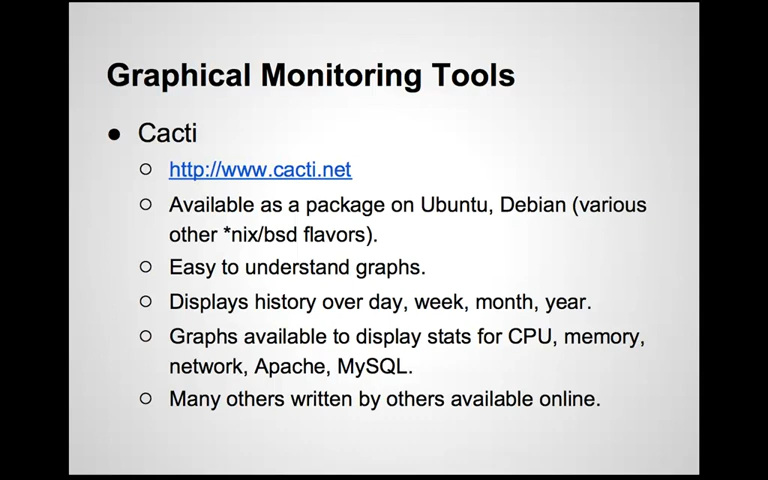 Graphical Monitoring Tools
● Cacti
○ http://www.cacti.net
○ Available as a package on Ubuntu, Debian (various
other *nix/bsd flavors).
○ Easy to understand graphs.
○ Displays history over day, week, month, year.
○ Graphs available to display stats for CPU, memory,
network, Apache, MySQL.
○ Many others written by others available online.